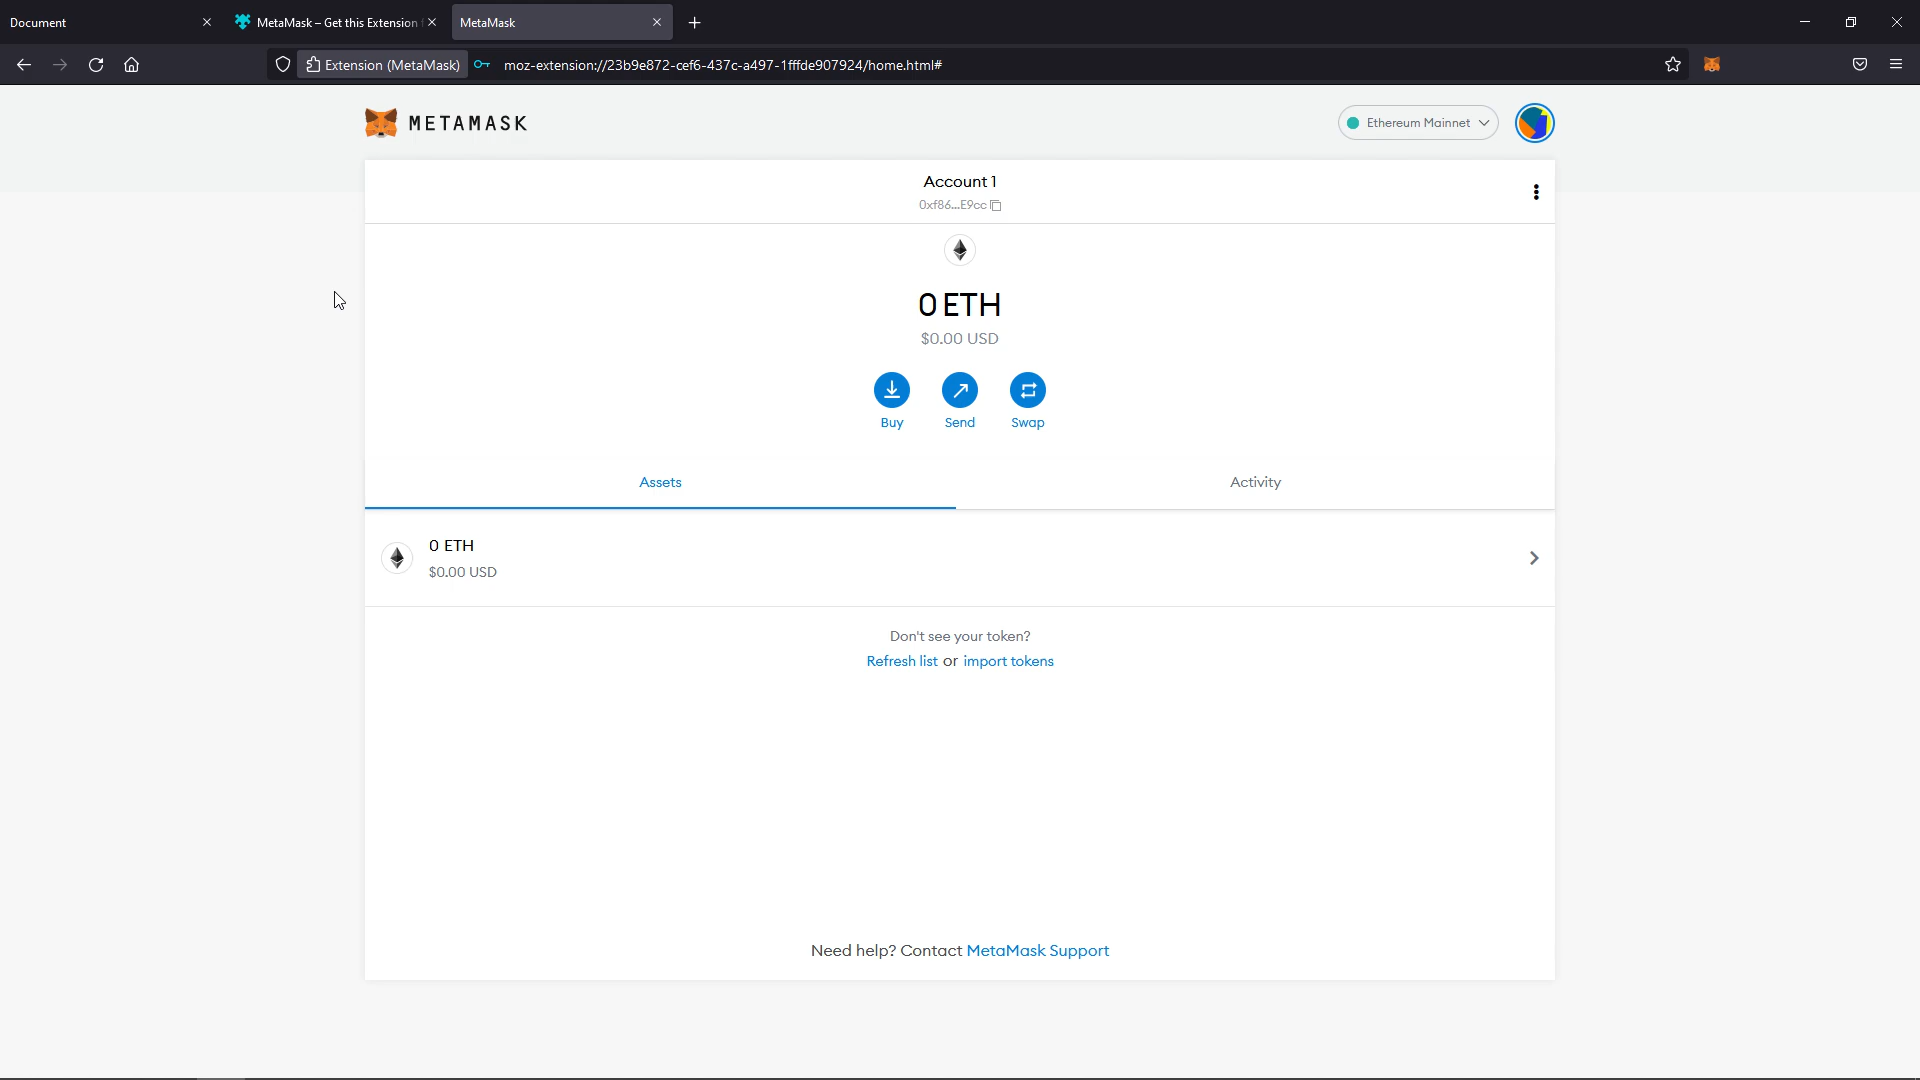 Document
MetaMask – Get this Extension
MetaMask
Extension (MetaMask)
moz-extension://23b9e872-cef6-437c-a497-1fffde907924/home.html#
METAMASK
Ethereum Mainnet
Account 1
0xf86...E9cc
0 ETH
$0.00 USD
Buy
Send
Swap
Assets
Activity
0 ETH
$0.00 USD
Don't see your token?
Refresh list or import tokens
Need help? Contact MetaMask Support